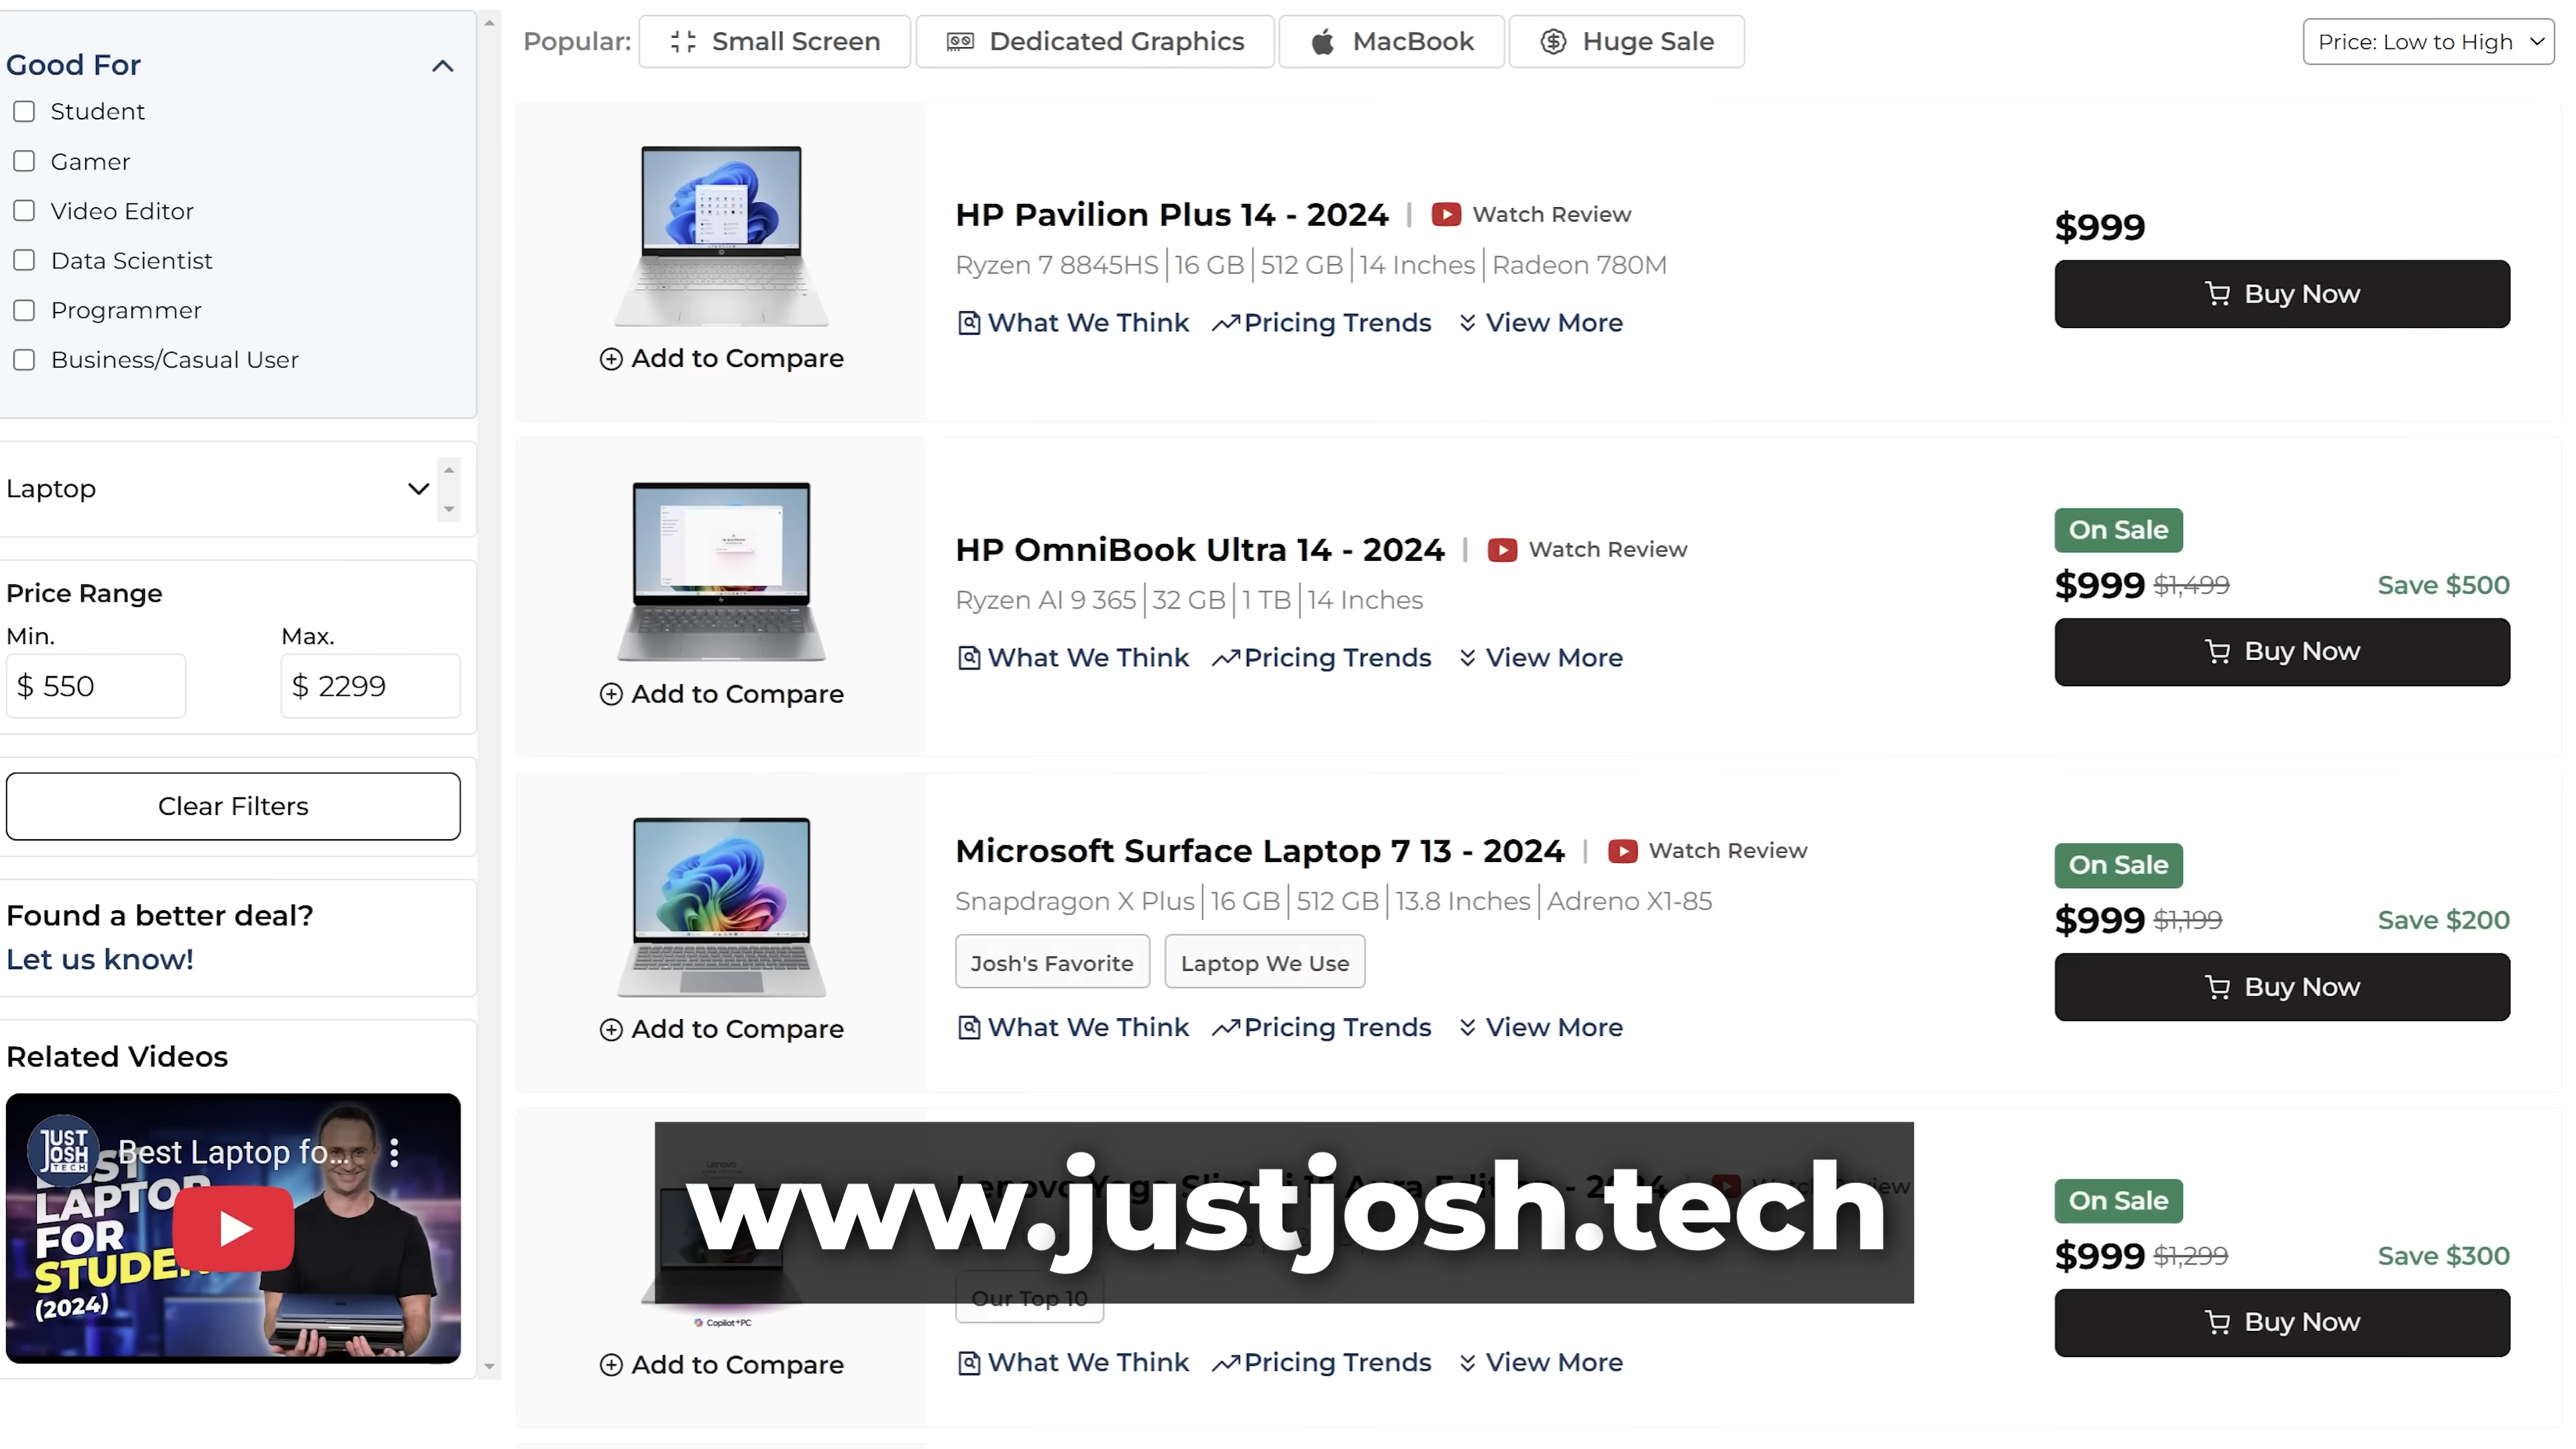 Good For
Student
Gamer
Video Editor
Data Scientist
Programmer
Business/Casual User
Laptop
Price Range
Min.
Max.
$ 550
$ 2299
Clear Filters
Found a better deal?
Let us know!
Related Videos
JUST
JOSH
TECH
Best Laptop fo...
LAPTOP
FOR
(2024)
Popular:
Small Screen
Dedicated Graphics
MacBook
Huge Sale
Price: Low to High
HP Pavilion Plus 14 - 2024 | Watch Review
Ryzen 7 8845HS | 16 GB | 512 GB | 14 Inches | Radeon 780M
What We Think Pricing Trends View More
Add to Compare
$999
Buy Now
HP OmniBook Ultra 14 - 2024 | Watch Review
Ryzen AI 9 365 | 32 GB | 1 TB | 14 Inches
What We Think Pricing Trends View More
Add to Compare
On Sale
$999 $1,499 Save $500
Buy Now
Microsoft Surface Laptop 7 13 - 2024 | Watch Review
Snapdragon X Plus | 16 GB | 512 GB | 13.8 Inches | Adreno X1-85
Josh's Favorite
Laptop We Use
What We Think Pricing Trends View More
Add to Compare
On Sale
$999 $1,199 Save $200
Buy Now
Lenovo
www.justjosh.tech
Our Top 10
Copilot+PC
What We Think Pricing Trends View More
Add to Compare
On Sale
$999 $1,299 Save $300
Buy Now